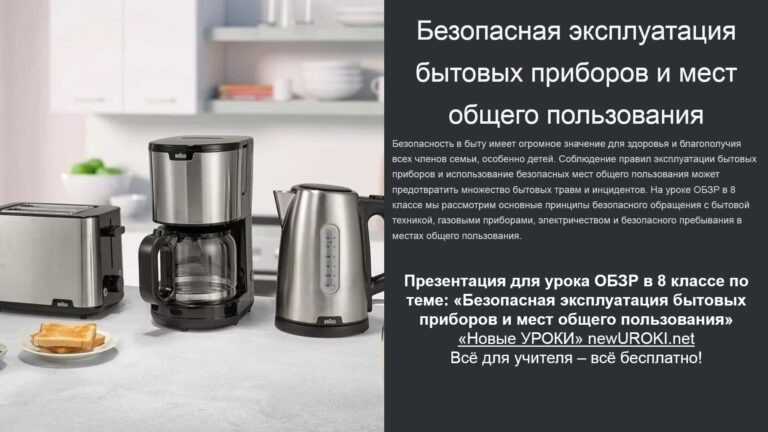 Безопасная эксплуатация
бытовых приборов и мест
общего пользования
Безопасность в быту имеет огромное значение для здоровья и благополучия
всех членов семьи, особенно детей. Соблюдение правил эксплуатации бытовых
приборов и использование безопасных мест общего пользования может
предотвратить множество бытовых травм и инцидентов. На уроке ОБЗР в 8
классе мы рассмотрим основные принципы безопасного обращения с бытовой
техникой, газовыми приборами, электричеством и безопасного пребывания в
местах общего пользования.
Презентация для урока ОБЗР в 8 классе по
теме: «Безопасная эксплуатация бытовых
приборов и мест общего пользования»
«Новые УРОКИ» newUROKI.net
Всё для учителя – всё бесплатно!
BRAUN
BRAUN